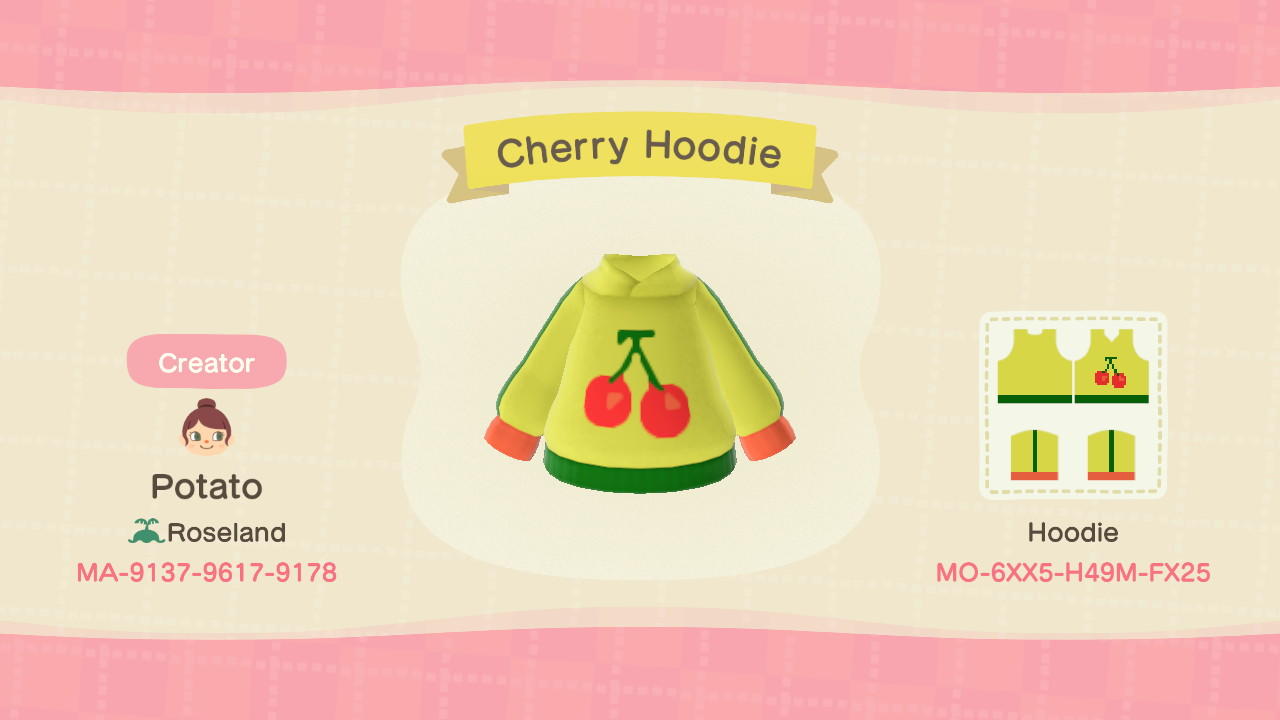 Cherry Hoodie
Creator
Potato
Roseland
MA-9137-9617-9178
Hoodie
MO-6XX5-H49M-FX25